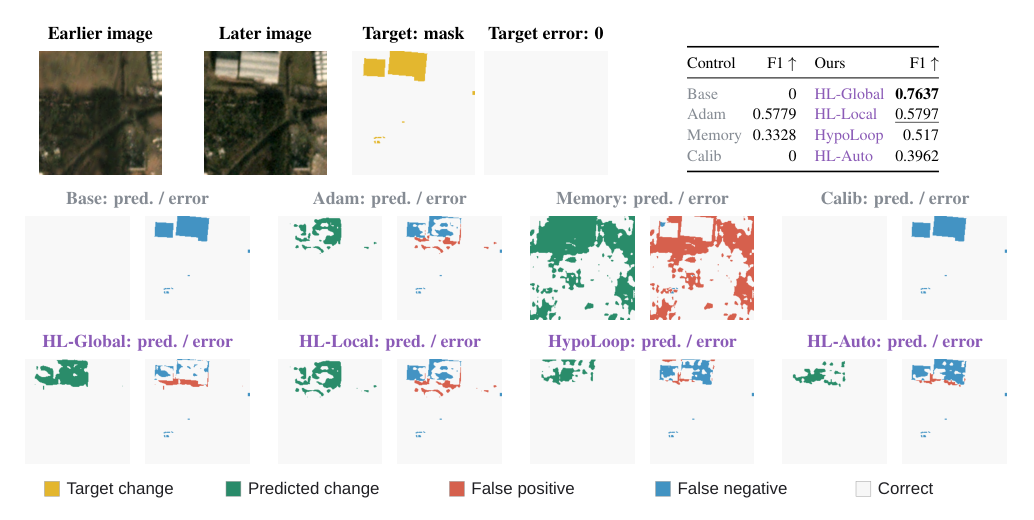 Earlier image
Later image
Target: mask
Target error: 0
Control F1 ↑ Ours F1 ↑
Base 0 HL-Global 0.7637
Adam 0.5779 HL-Local 0.5797
Memory 0.3328 HypoLoop 0.517
Calib 0 HL-Auto 0.3962
Base: pred. / error
Adam: pred. / error
Memory: pred. / error
Calib: pred. / error
HL-Global: pred. / error
HL-Local: pred. / error
HypoLoop: pred. / error
HL-Auto: pred. / error
Target change
Predicted change
False positive
False negative
Correct